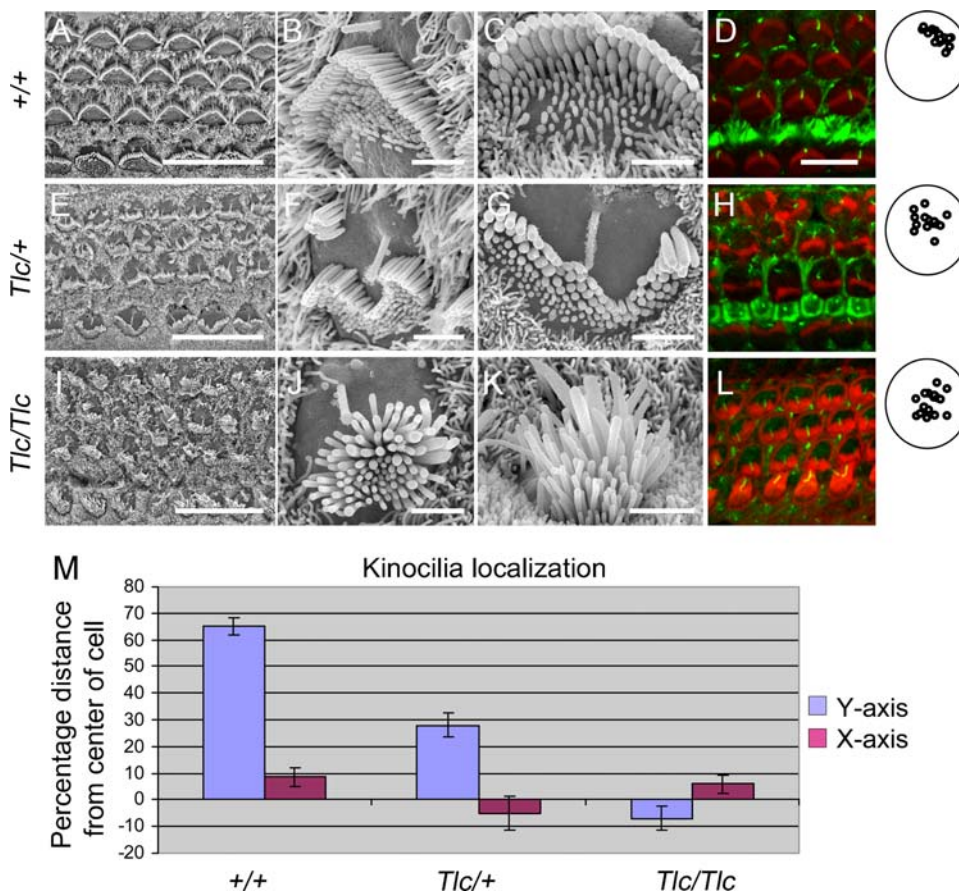 A B C D
+/+
E F G H
Tlc/+
I J K L
Tlc/Tlc
M Kinocilia localization
Percentage distance
from center of cell
80
70
60
50
40
30
20
10
0
-10
-20
Y-axis
X-axis
+/+ Tlc/+ Tlc/Tlc